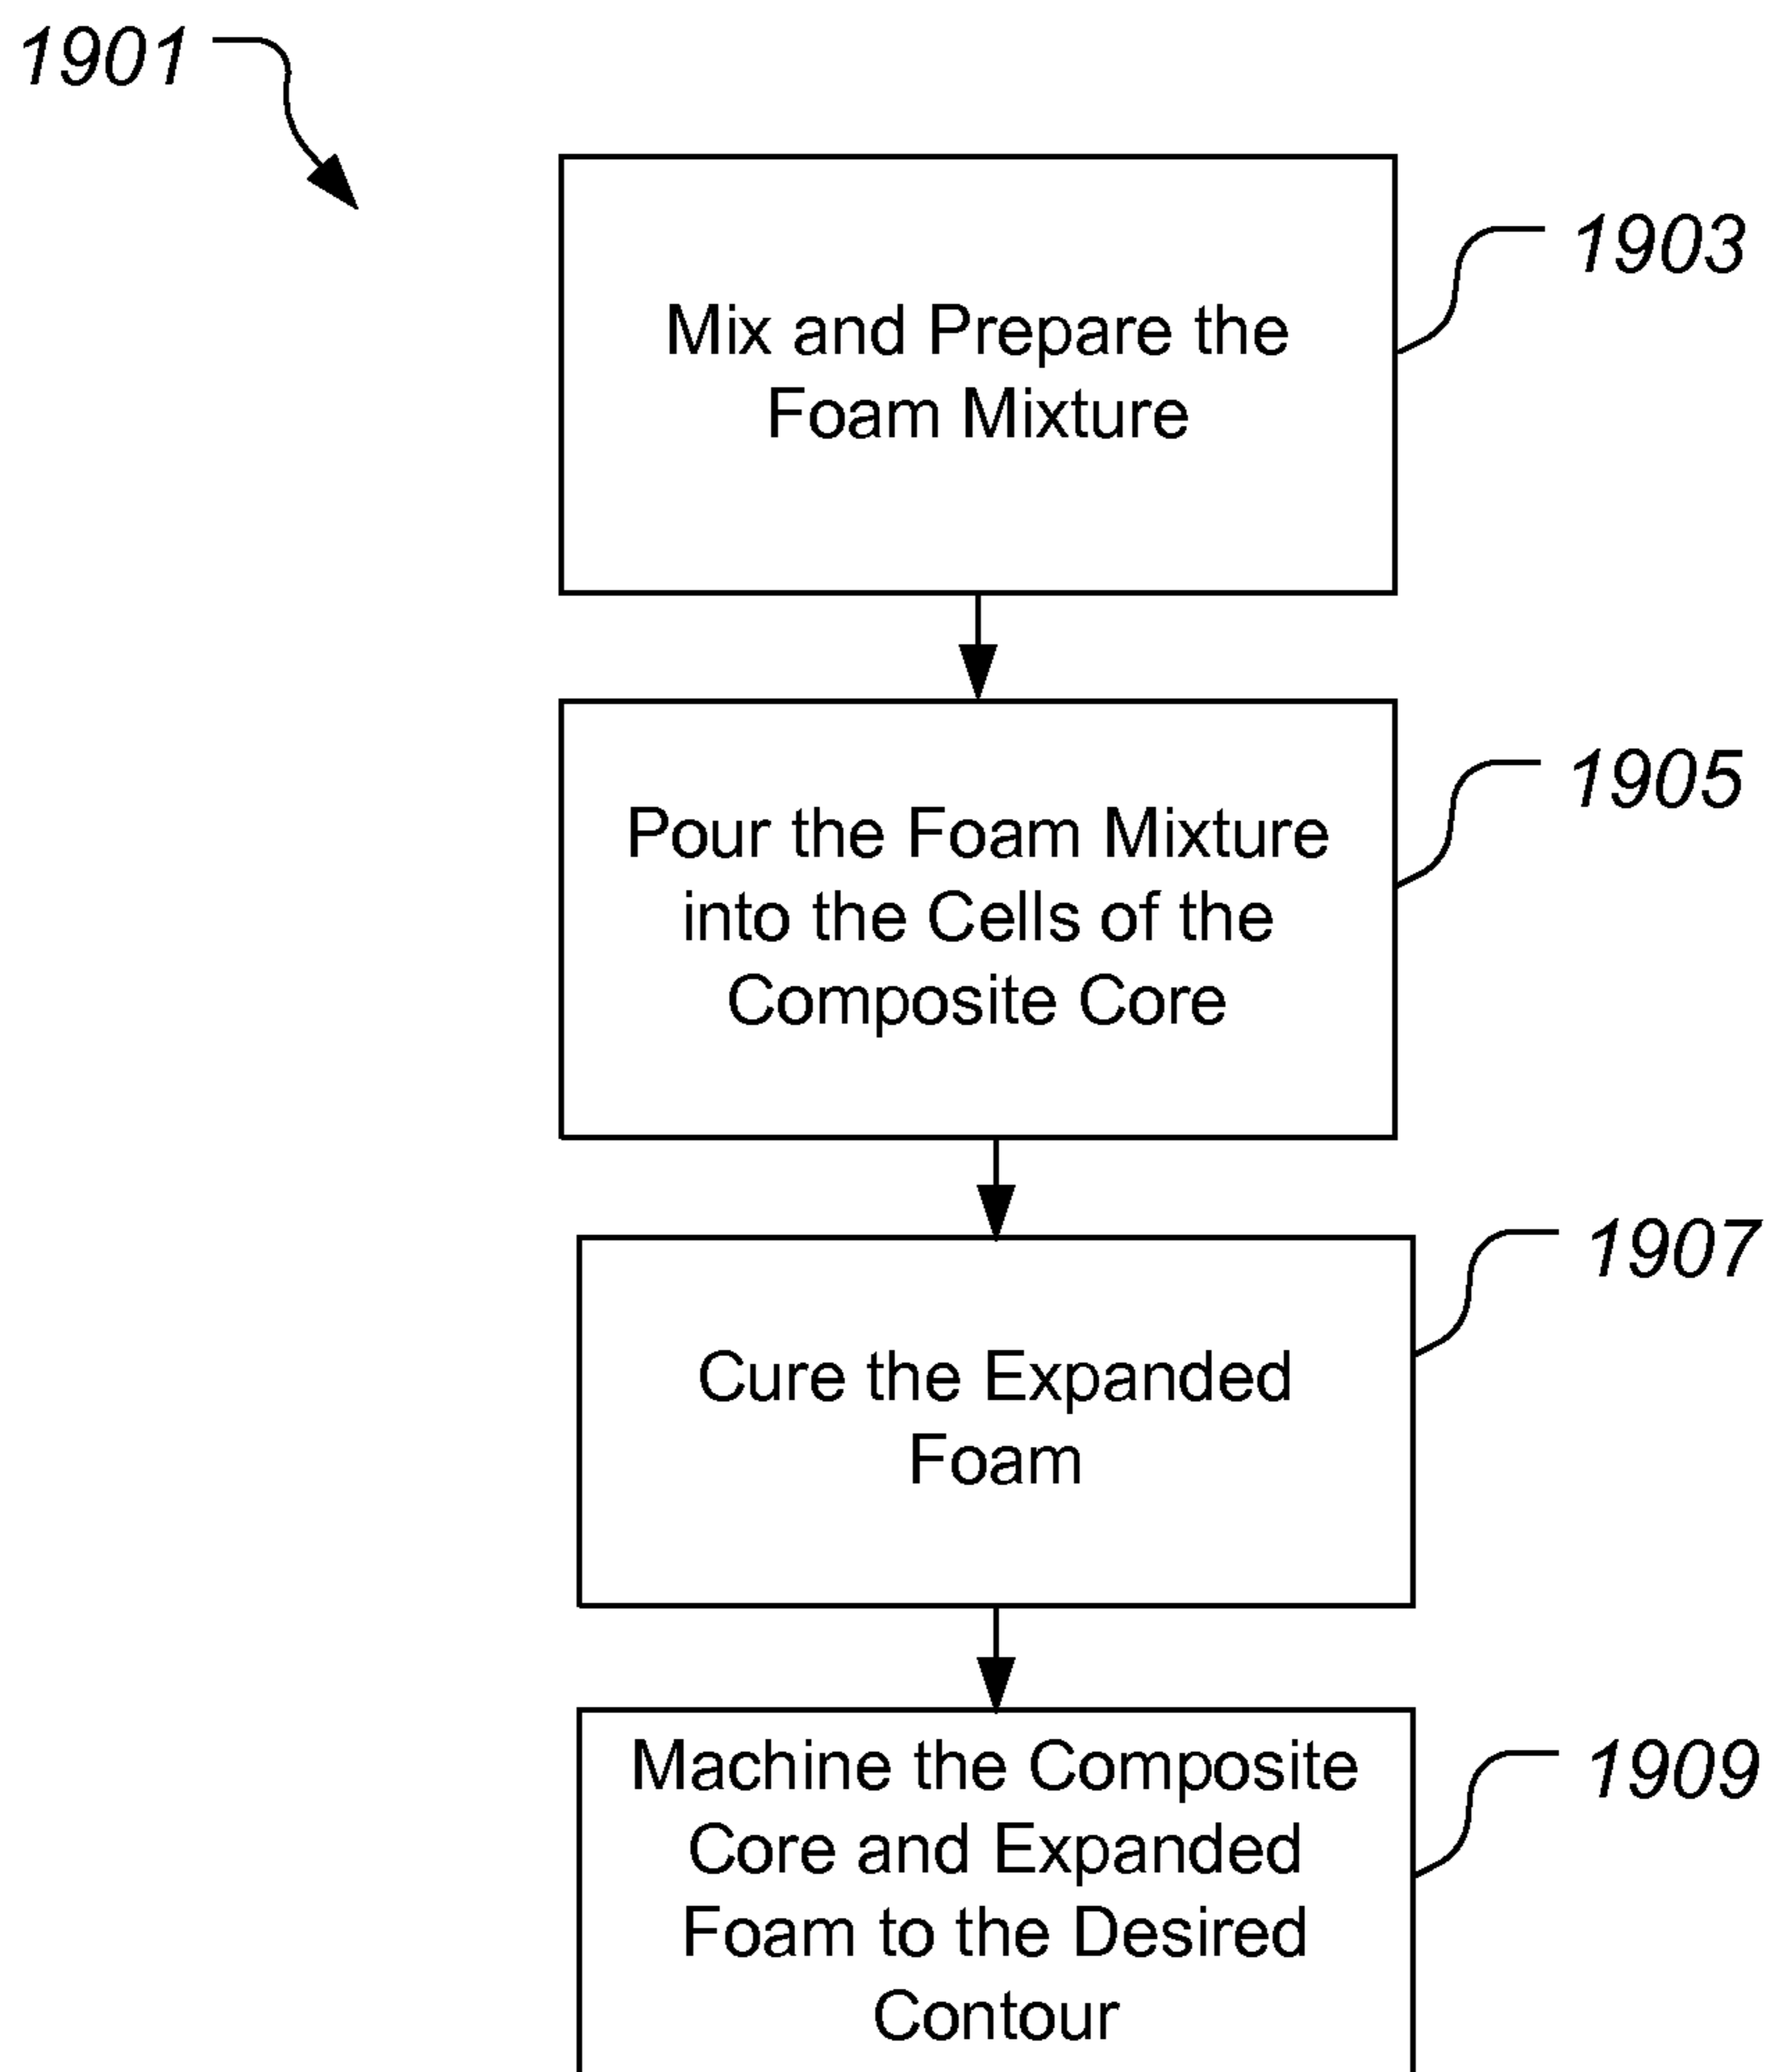 1901
1903
Mix and Prepare the
Foam Mixture
1905
Pour the Foam Mixture
into the Cells of the
Composite Core
1907
Cure the Expanded
Foam
1909
Machine the Composite
Core and Expanded
Foam to the Desired
Contour